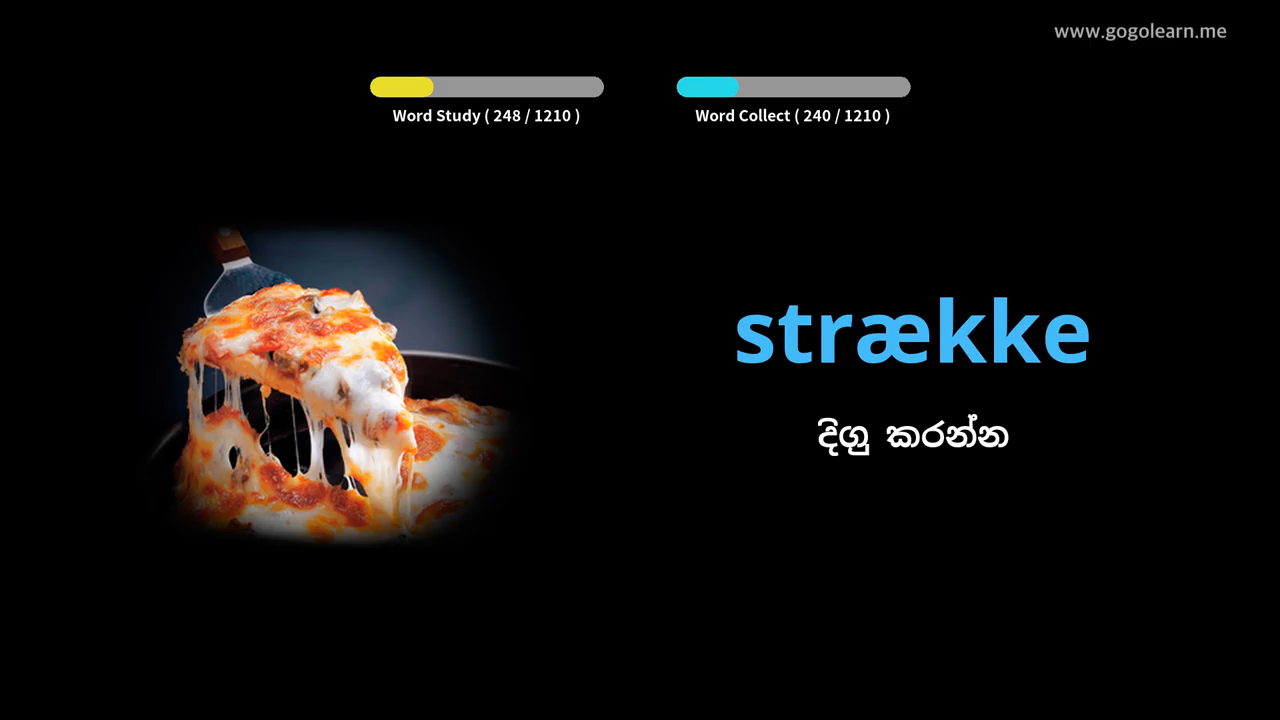 www.gogolearn.me
Word Study ( 248 / 1210 )
Word Collect ( 240 / 1210 )
strække
දිගු කරන්න